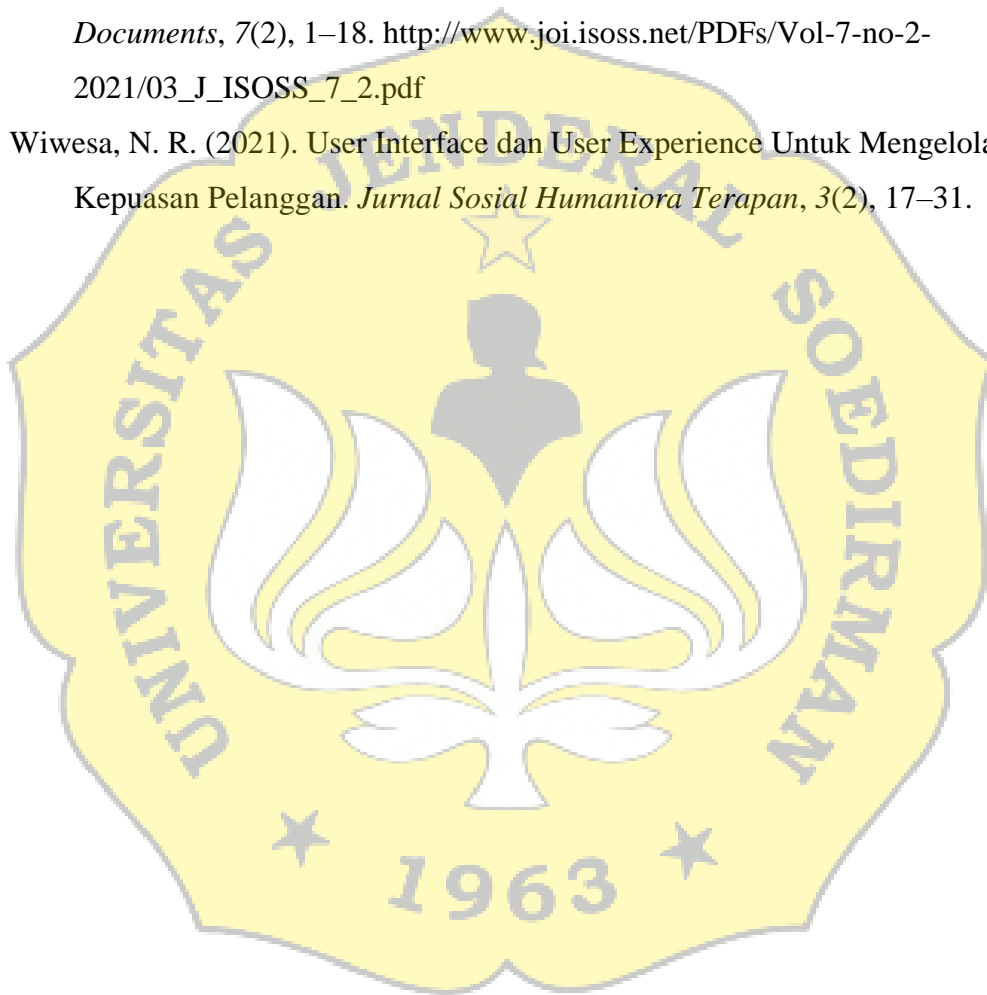 Documents, 7(2), 1–18. http://www.joi.isoss.net/PDFs/Vol-7-no-2-
2021/03_J_ISOSS_7_2.pdf
Wiwesa, N. R. (2021). User Interface dan User Experience Untuk Mengelola
Kepuasan Pelanggan. Jurnal Sosial Humaniora Terapan, 3(2), 17–31.
UNIVERSITAS JENDERAL SOEDIRMAN
1963